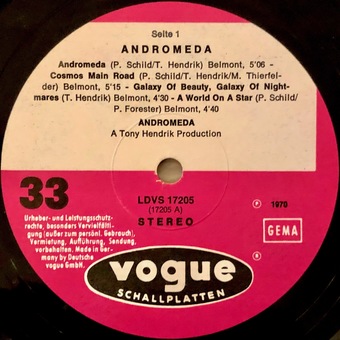 Seite 1
ANDROMEDA
Andromeda (P. Schild/T. Hendrik) Belmont, 5'06 -
Cosmos Main Road (P. Schild/T. Hendrik/M. Thierfel-
der) Belmont, 5'15 - Galaxy Of Beauty, Galaxy Of Night-
mares (T. Hendrik) Belmont, 4'30 - A World On A Star (P. Schild/
P. Forester) Belmont, 4'40
ANDROMEDA
A Tony Hendrik Production
33
LDVS 17205
(17205 A)
STEREO
P 1970
GEMA
Urheber- und Leistungsschutz-
rechte, besonders Vervielfälti-
gung (außer zum persönl. Gebrauch),
Vermietung, Aufführung, Sendung,
vorbehalten. Made in Ger-
many by Deutsche
vogue GmbH.
vogue
SCHALLPLATTEN